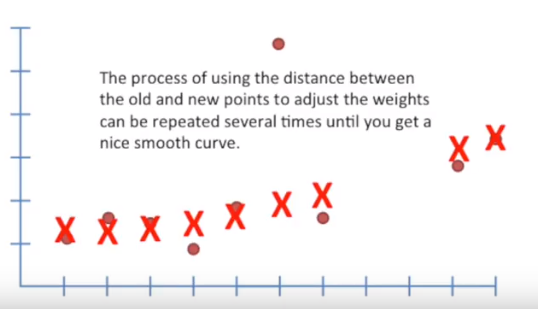 The process of using the distance between
the old and new points to adjust the weights
can be repeated several times until you get a
nice smooth curve.
X X X X X X X X X